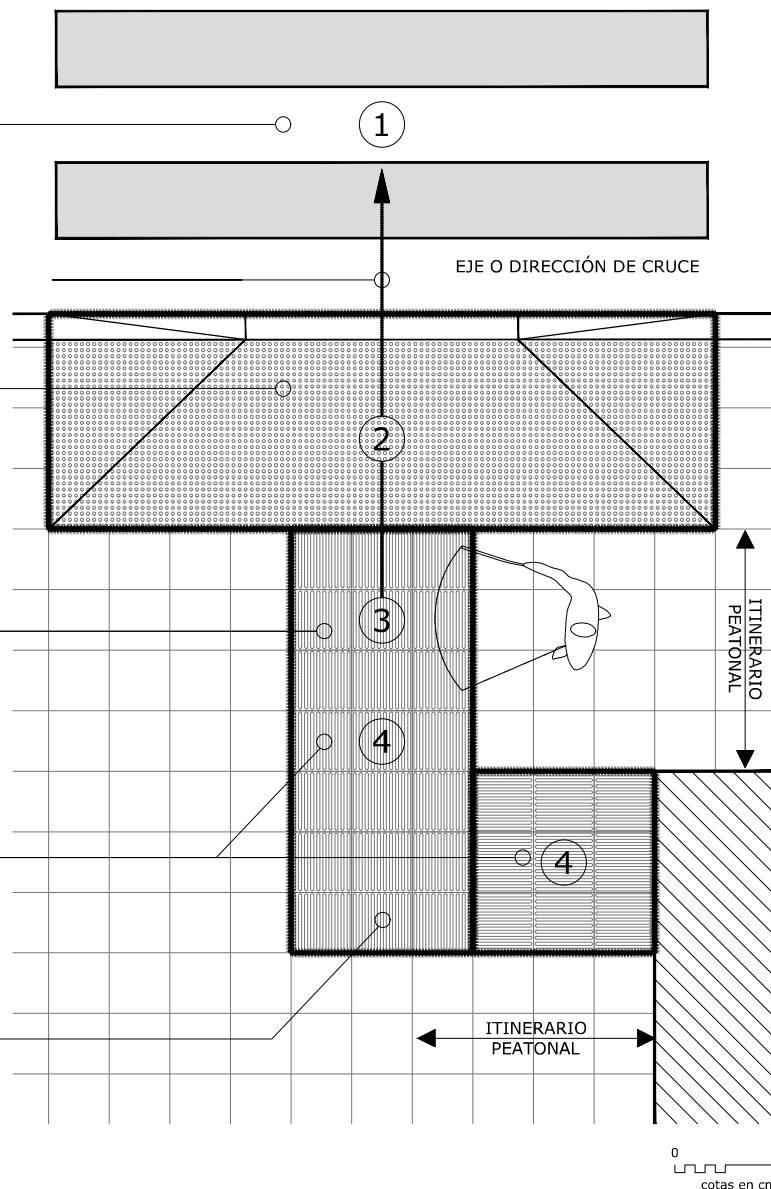 1
EJE O DIRECCIÓN DE CRUCE
2
3
ITINERARIO
PEATONAL
4
4
ITINERARIO
PEATONAL
0
cotas en cm